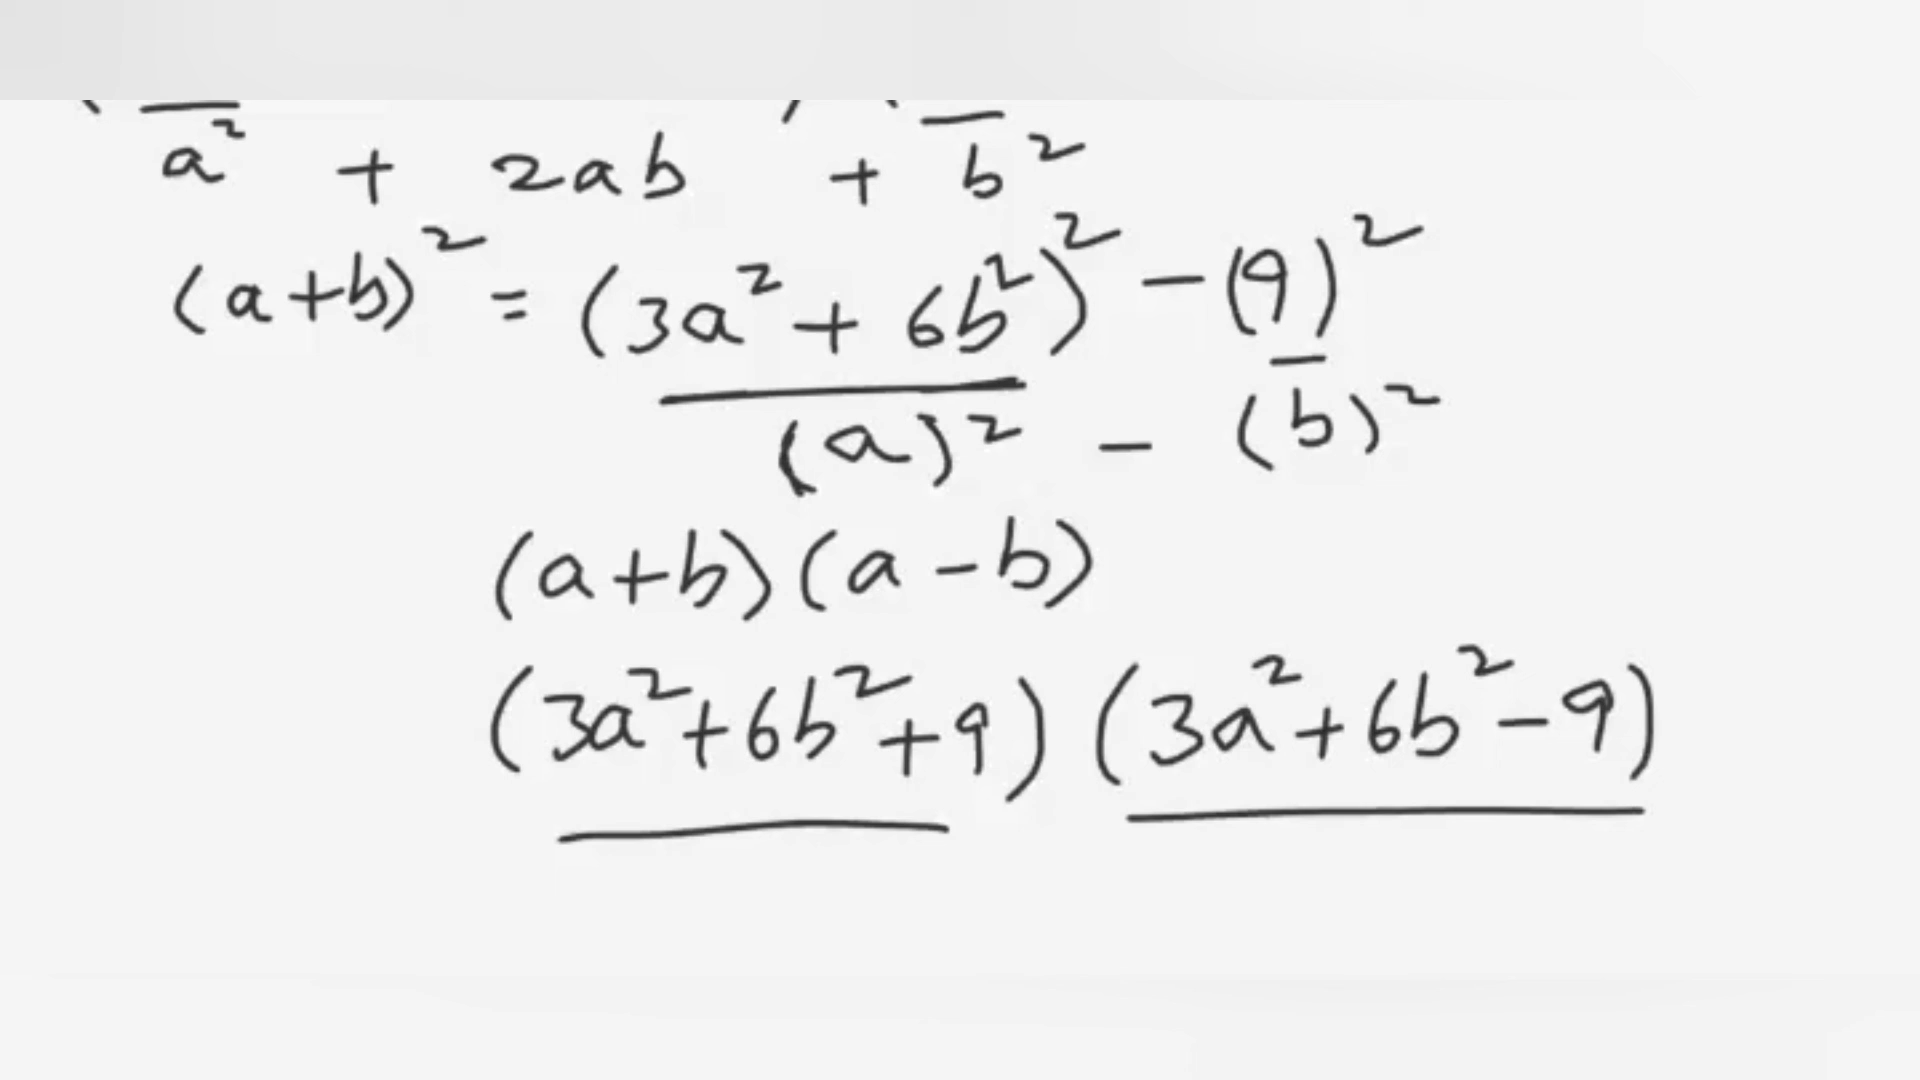 a² + 2ab + b²
(a+b)² = (3a² + 6b²)² - (9)²
(a)² - (b)²
(a+b)(a-b)
(3a²+6b²+9)(3a²+6b²-9)